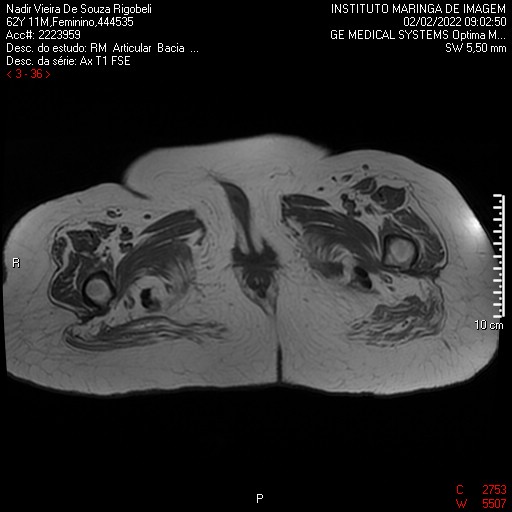 Nadir Vieira De Souza Rigobeli
62Y 11M,Feminino,444535
Acc#: 2223959
Desc. do estudo: RM Articular Bacia ...
Desc. da série: Ax T1 FSE
< 3 - 36 >
INSTITUTO MARINGA DE IMAGEM
02/02/2022 09:02:50
GE MEDICAL SYSTEMS Optima M...
SW 5,50 mm
R
10 cm
P
C 2753
W 5507